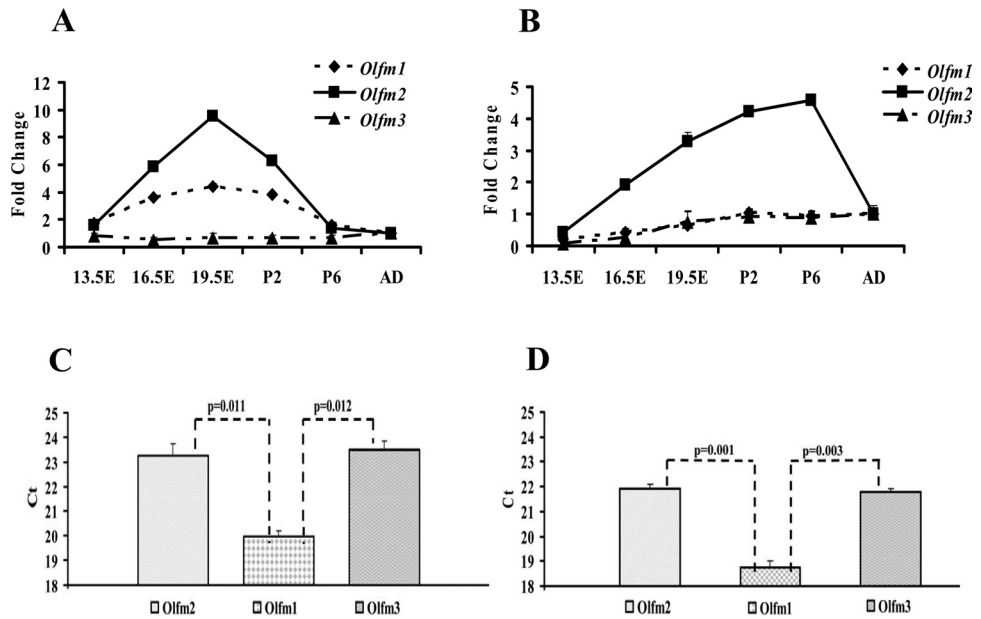 A
Fold Change
12
10
8
6
4
2
0
13.5E 16.5E 19.5E P2 P6 AD
Olfm1
Olfm2
Olfm3
B
Fold Change
5
4
3
2
1
0
13.5E 16.5E 19.5E P2 P6 AD
Olfm1
Olfm2
Olfm3
C
Ct
25
24
23
22
21
20
19
18
p=0.011 p=0.012
Olfm2 Olfm1 Olfm3
D
Ct
25
24
23
22
21
20
19
18
p=0.001 p=0.003
Olfm2 Olfm1 Olfm3